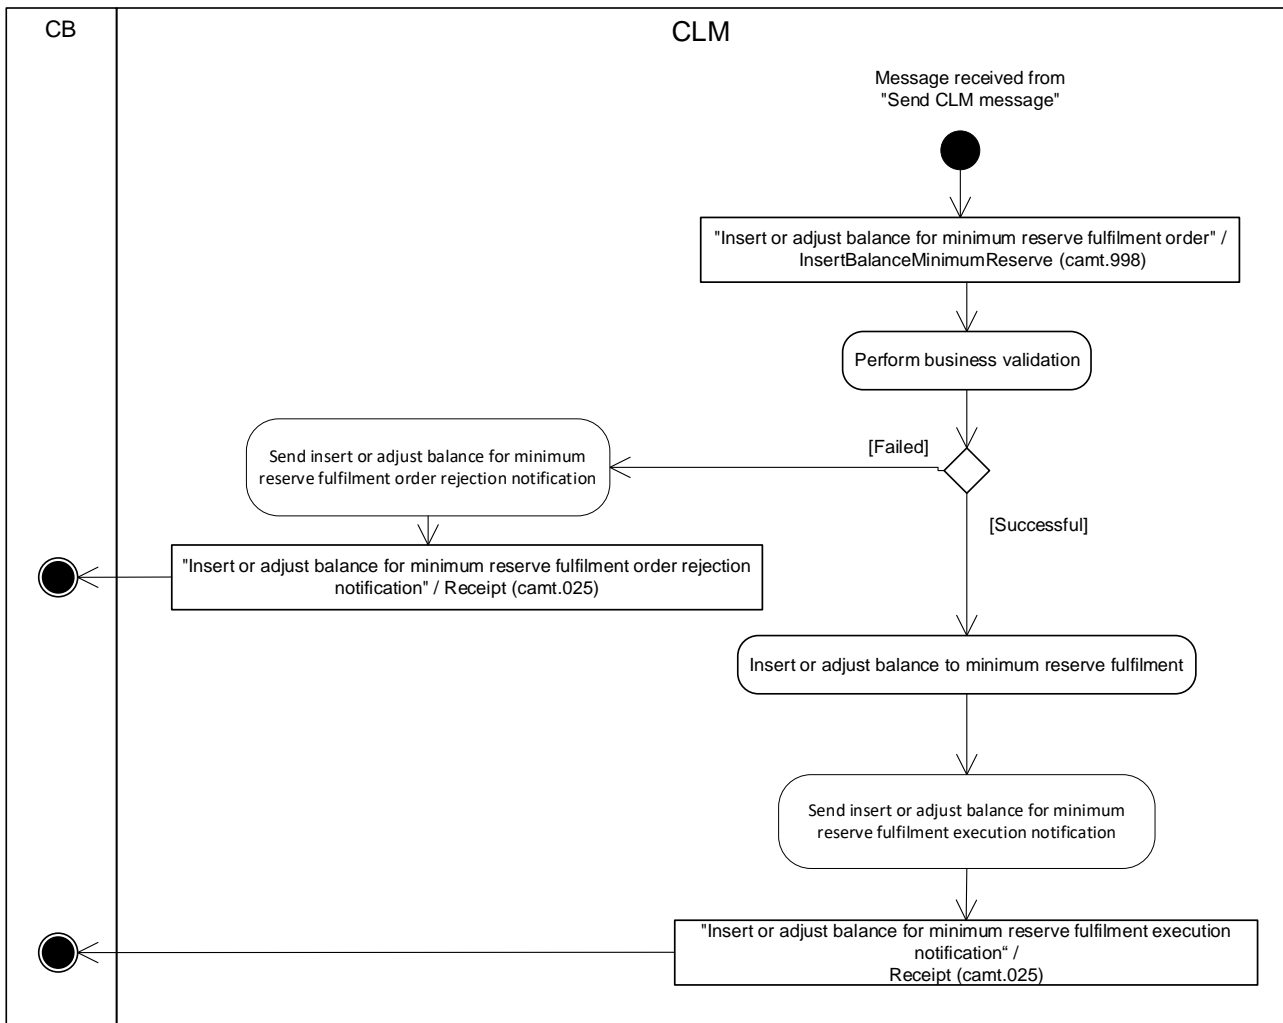 CB
CLM
Message received from
"Send CLM message"
"Insert or adjust balance for minimum reserve fulfilment order" /
InsertBalanceMinimumReserve (camt.998)
Perform business validation
[Failed]
Send insert or adjust balance for minimum
reserve fulfilment order rejection notification
[Successful]
"Insert or adjust balance for minimum reserve fulfilment order rejection
notification" / Receipt (camt.025)
Insert or adjust balance to minimum reserve fulfilment
Send insert or adjust balance for minimum
reserve fulfilment execution notification
"Insert or adjust balance for minimum reserve fulfilment execution
notification“ /
Receipt (camt.025)